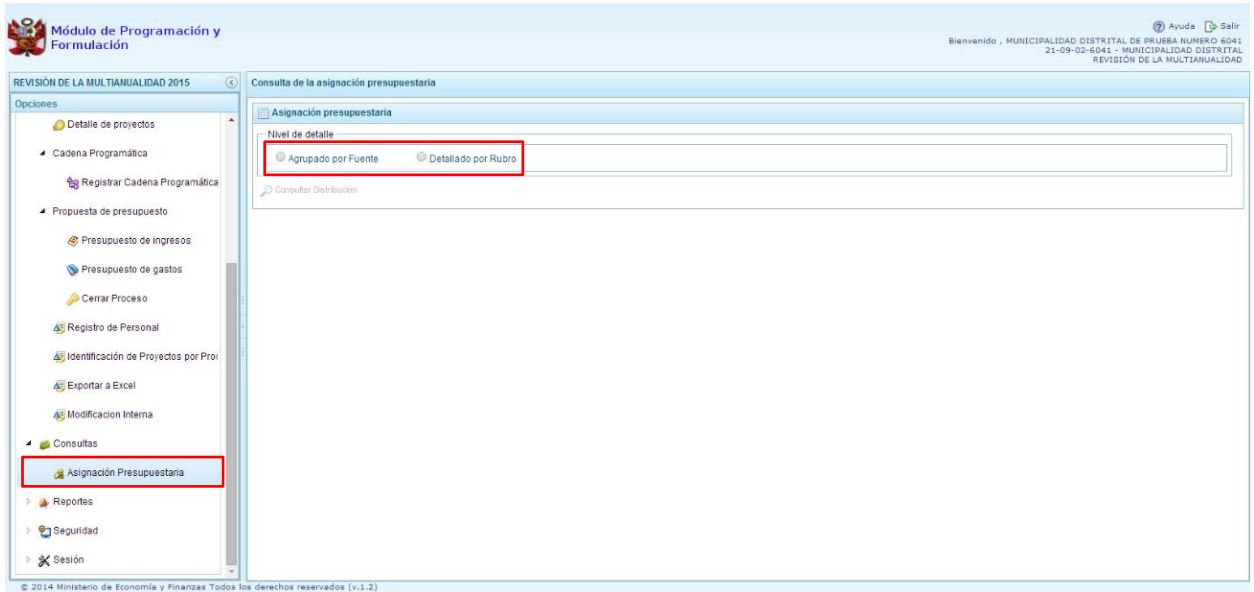 Módulo de Programación y
Formulación
Ayuda Salir
Bienvenido , MUNICIPALIDAD DISTRITAL DE PRUEBA NUMERO 6041
21-09-02-6041 - MUNICIPALIDAD DISTRITAL
REVISIÓN DE LA MULTIANUALIDAD
REVISIÓN DE LA MULTIANUALIDAD 2015
Opciones
Detalle de proyectos
Cadena Programática
Registrar Cadena Programática
Propuesta de presupuesto
Presupuesto de ingresos
Presupuesto de gastos
Cerrar Proceso
Registro de Personal
Identificación de Proyectos por Pro
Exportar a Excel
Modificacion Interna
Consultas
Asignación Presupuestaria
Reportes
Seguridad
Sesión
Consulta de la asignación presupuestaria
Asignación presupuestaria
Nivel de detalle
Agrupado por Fuente Detallado por Rubro
Consultar Distribución
© 2014 Ministerio de Economía y Finanzas Todos los derechos reservados (v.1.2)